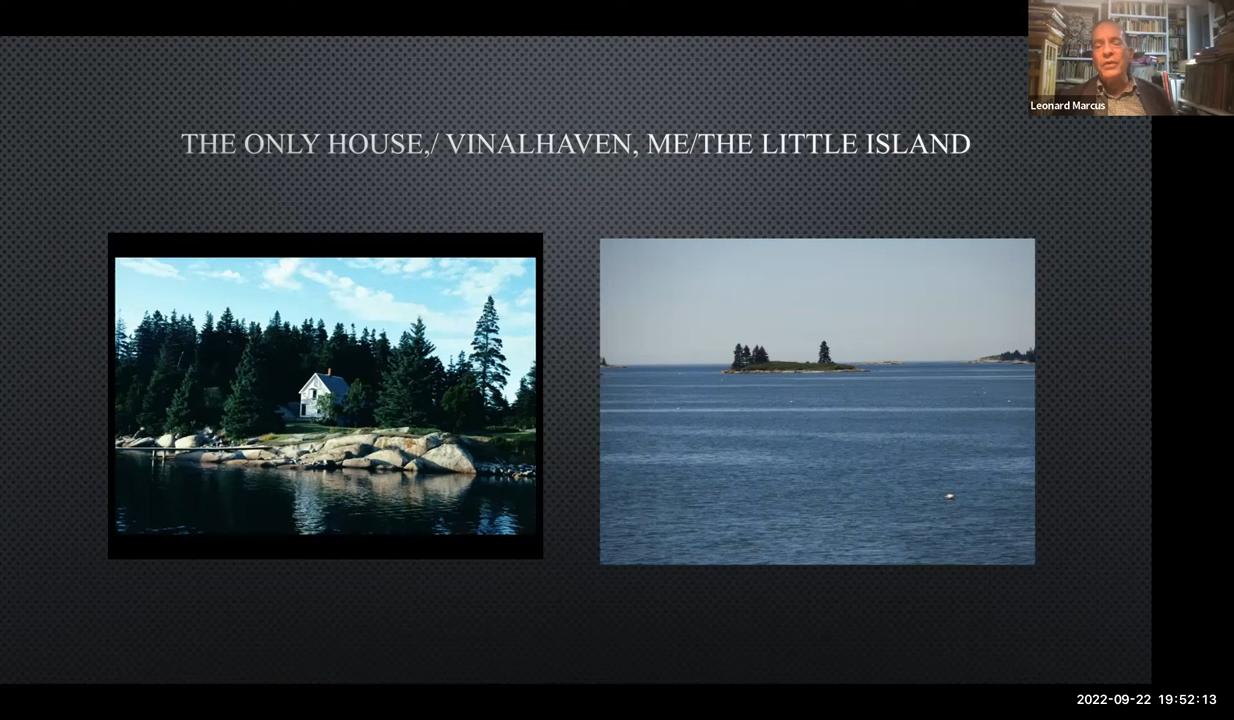 Leonard Marcus
THE ONLY HOUSE,/ VINALHAVEN, ME/THE LITTLE ISLAND
2022-09-22 19:52:13